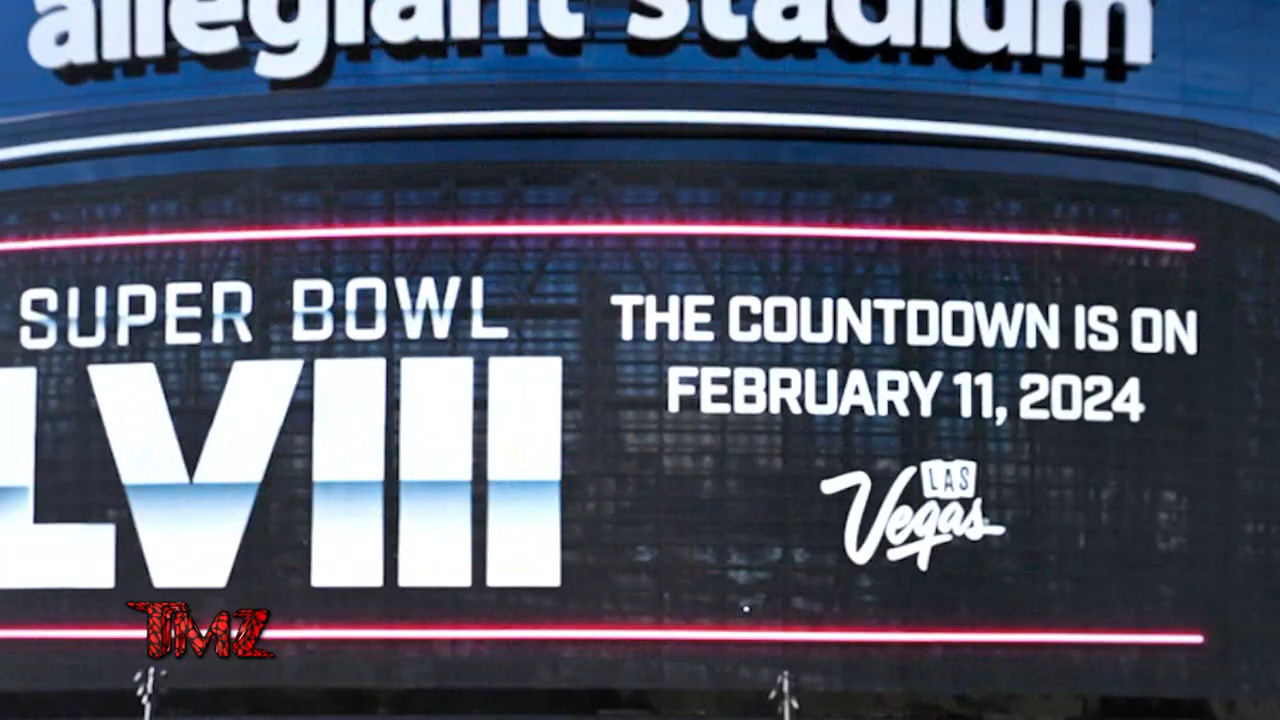 allegiant stadium
SUPER BOWL
LVIII
THE COUNTDOWN IS ON
FEBRUARY 11, 2024
LAS
Vegas
TMZ